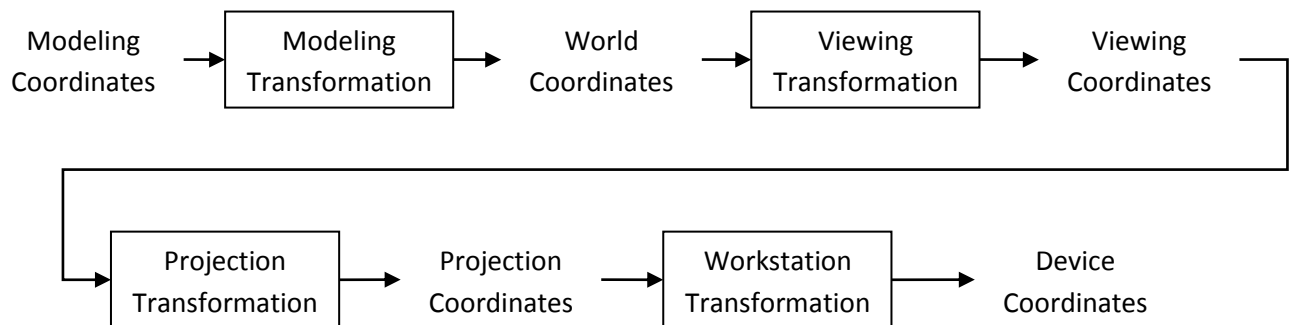 Modeling
Coordinates
Modeling
Transformation
World
Coordinates
Viewing
Transformation
Viewing
Coordinates
Projection
Transformation
Projection
Coordinates
Workstation
Transformation
Device
Coordinates